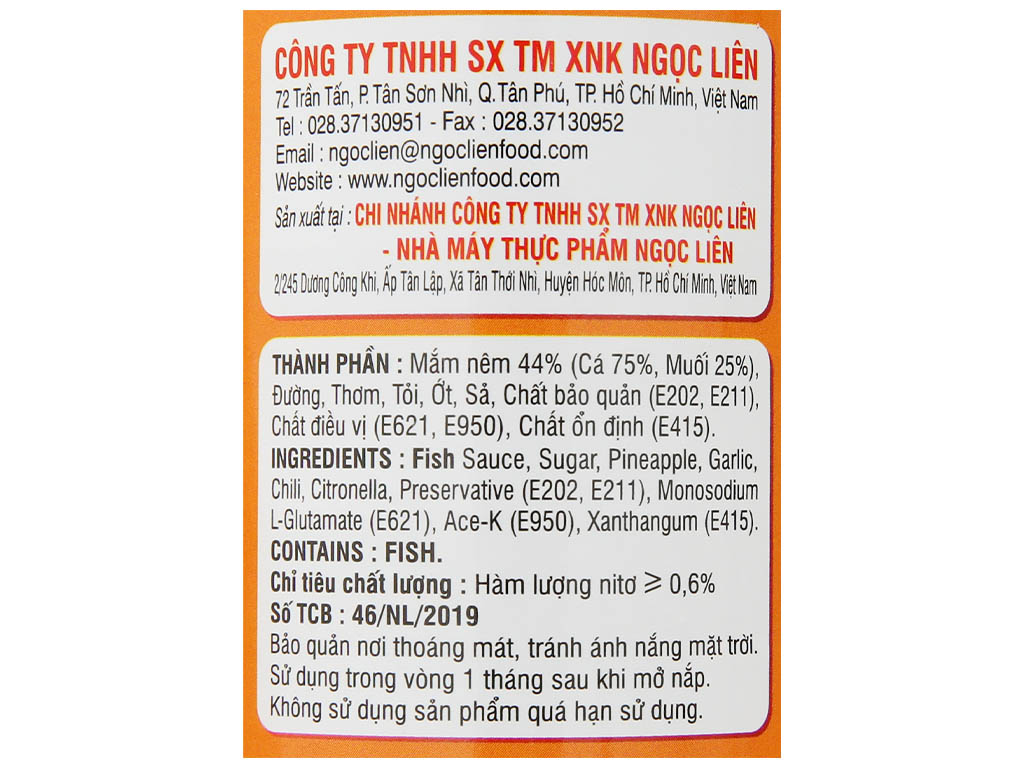 CÔNG TY TNHH SX TM XNK NGỌC LIÊN
72 Trần Tấn, P. Tân Sơn Nhì, Q. Tân Phú, TP. Hồ Chí Minh, Việt Nam
Tel : 028.37130951 - Fax : 028.37130952
Email : ngoclien@ngoclienfood.com
Website : www.ngoclienfood.com
Sản xuất tại : CHI NHÁNH CÔNG TY TNHH SX TM XNK NGỌC LIÊN
- NHÀ MÁY THỰC PHẨM NGỌC LIÊN
2/245 Dương Công Khi, Ấp Tân Lập, Xã Tân Thới Nhì, Huyện Hóc Môn, TP. Hồ Chí Minh, Việt Nam
THÀNH PHẦN : Mắm nêm 44% (Cá 75%, Muối 25%),
Đường, Thơm, Tỏi, Ớt, Sả, Chất bảo quản (E202, E211),
Chất điều vị (E621, E950), Chất ổn định (E415).
INGREDIENTS : Fish Sauce, Sugar, Pineapple, Garlic,
Chili, Citronella, Preservative (E202, E211), Monosodium
L-Glutamate (E621), Ace-K (E950), Xanthangum (E415).
CONTAINS : FISH.
Chỉ tiêu chất lượng : Hàm lượng nitơ ⩾ 0,6%
Số TCB : 46/NL/2019
Bảo quản nơi thoáng mát, tránh ánh nắng mặt trời.
Sử dụng trong vòng 1 tháng sau khi mở nắp.
Không sử dụng sản phẩm quá hạn sử dụng.